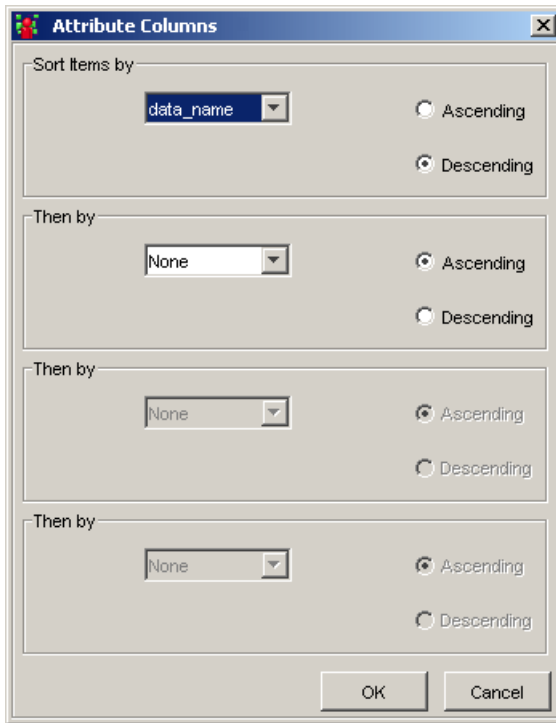 Attribute Columns
Sort Items by
data_name
Ascending
Descending
Then by
None
Ascending
Descending
Then by
None
Ascending
Descending
Then by
None
Ascending
Descending
OK Cancel